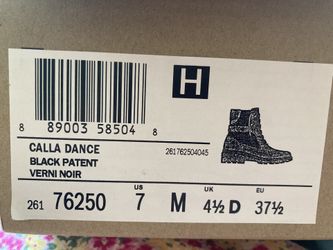 H
8 89003 58504 8
CALLA DANCE
BLACK PATENT
VERNI NOIR
261762504045
261 76250
US
7
M
UK
4½ D
EU
37½